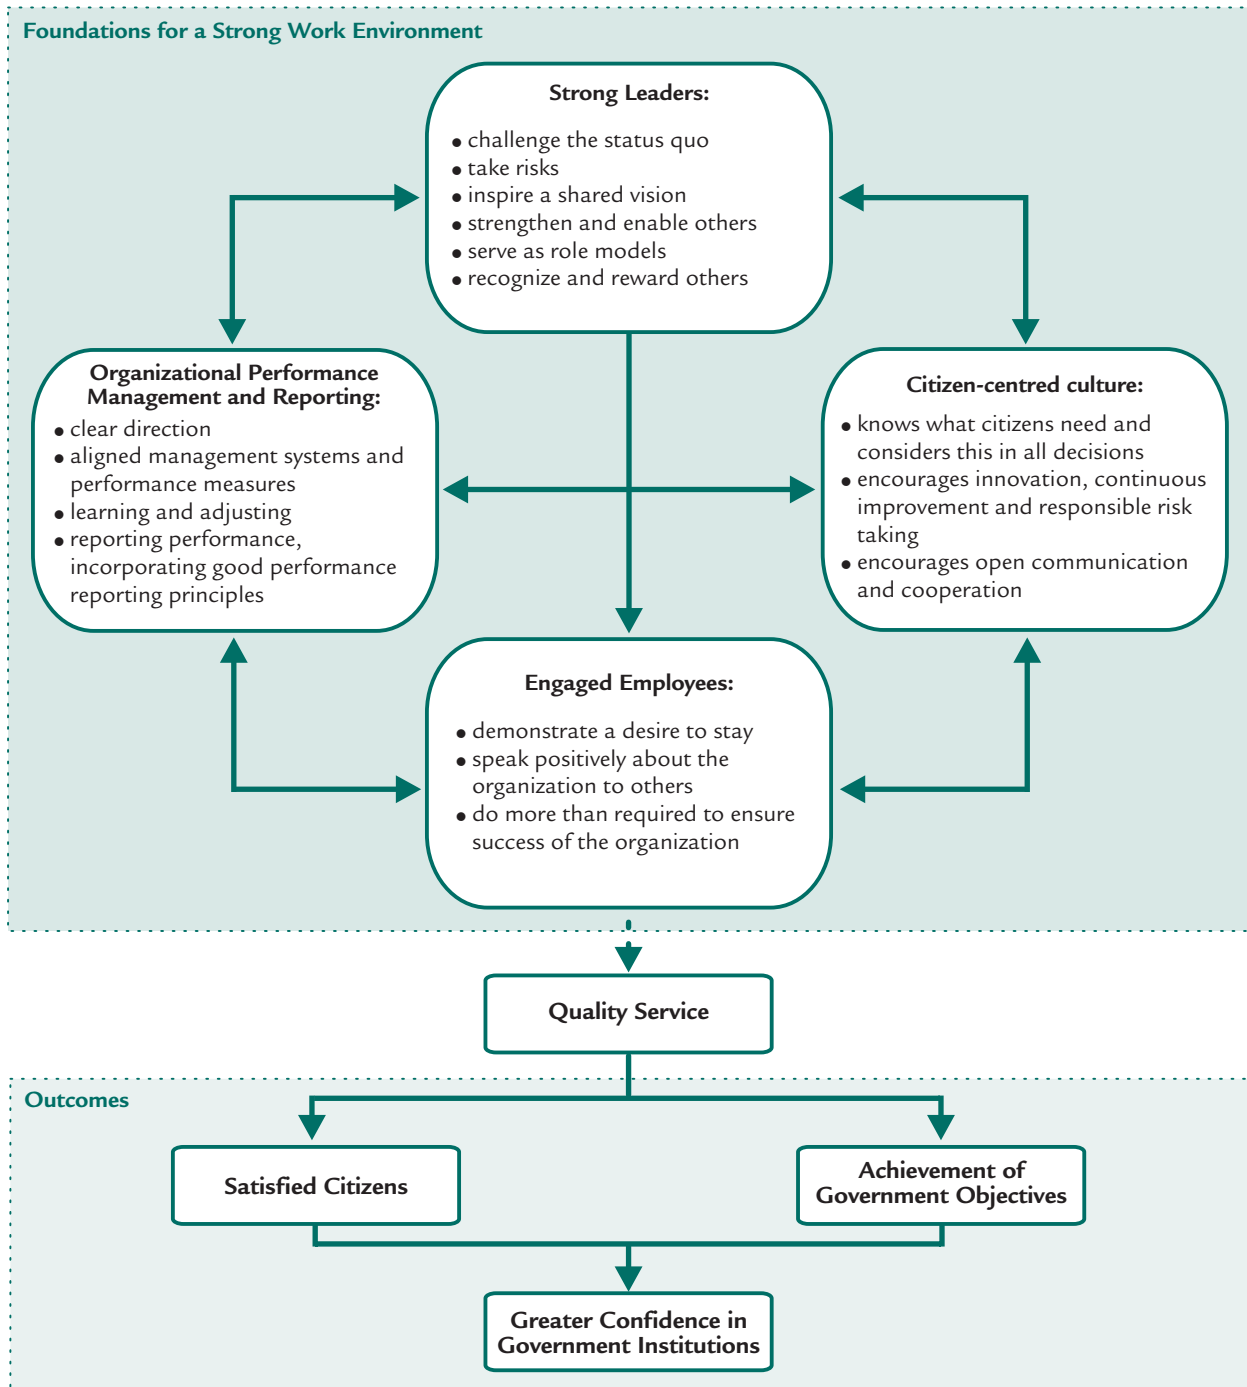 Foundations for a Strong Work Environment
Strong Leaders:
• challenge the status quo
• take risks
• inspire a shared vision
• strengthen and enable others
• serve as role models
• recognize and reward others
Organizational Performance
Management and Reporting:
• clear direction
• aligned management systems and
performance measures
• learning and adjusting
• reporting performance,
incorporating good performance
reporting principles
Citizen-centred culture:
• knows what citizens need and
considers this in all decisions
• encourages innovation, continuous
improvement and responsible risk
taking
• encourages open communication
and cooperation
Engaged Employees:
• demonstrate a desire to stay
• speak positively about the
organization to others
• do more than required to ensure
success of the organization
Quality Service
Outcomes
Satisfied Citizens
Achievement of
Government Objectives
Greater Confidence in
Government Institutions